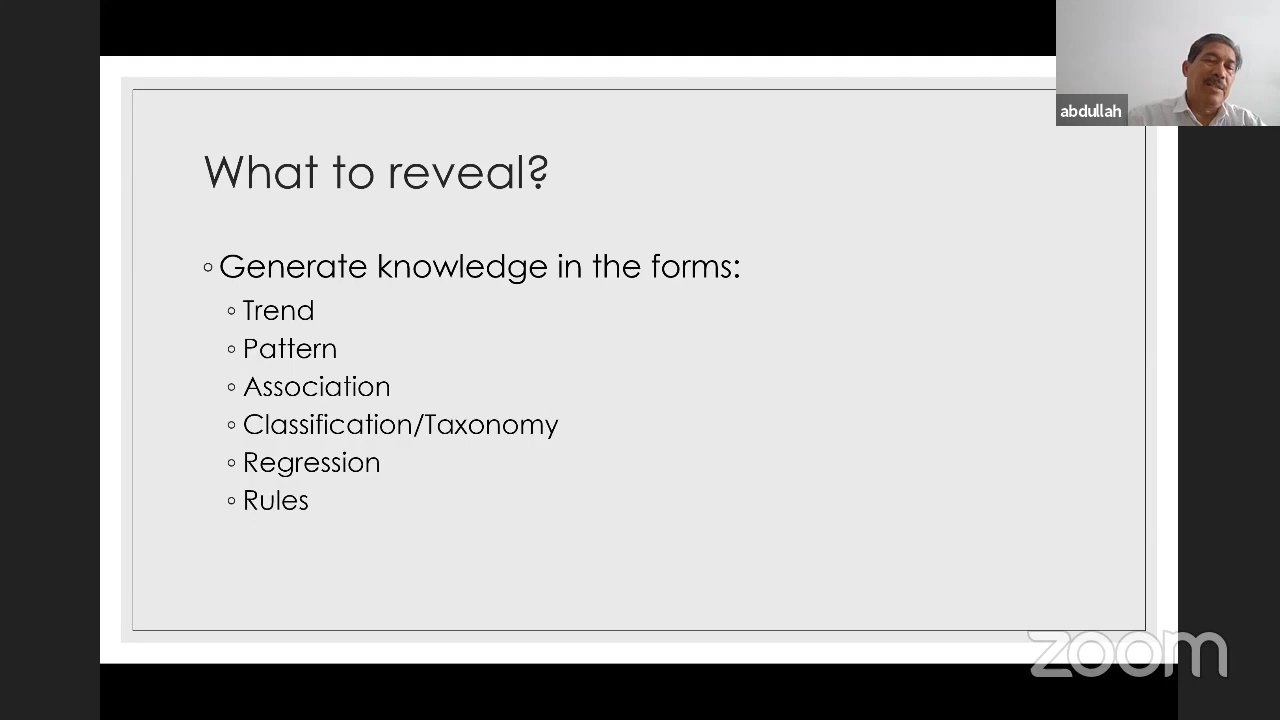 abdullah
What to reveal?
◦ Generate knowledge in the forms:
◦ Trend
◦ Pattern
◦ Association
◦ Classification/Taxonomy
◦ Regression
◦ Rules
zoom